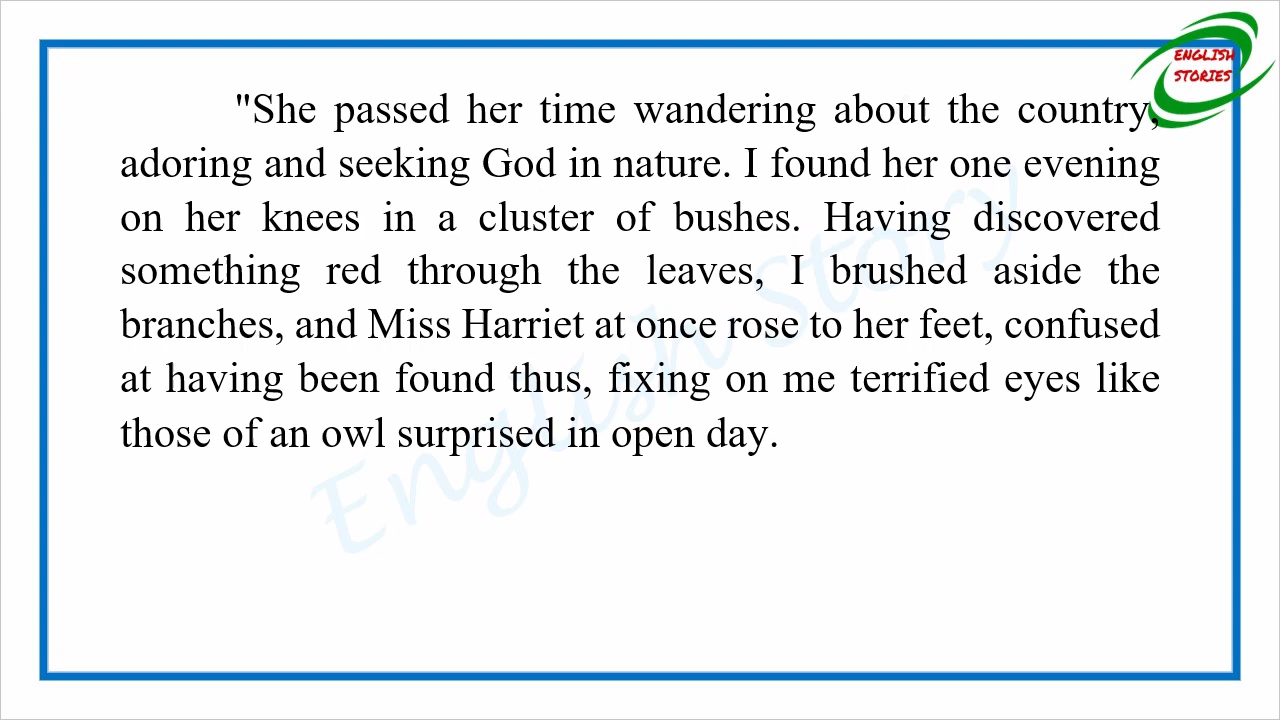 ENGLISH
STORIES
"She passed her time wandering about the country,
adoring and seeking God in nature. I found her one evening
on her knees in a cluster of bushes. Having discovered
something red through the leaves, I brushed aside the
branches, and Miss Harriet at once rose to her feet, confused
at having been found thus, fixing on me terrified eyes like
those of an owl surprised in open day.
English Story